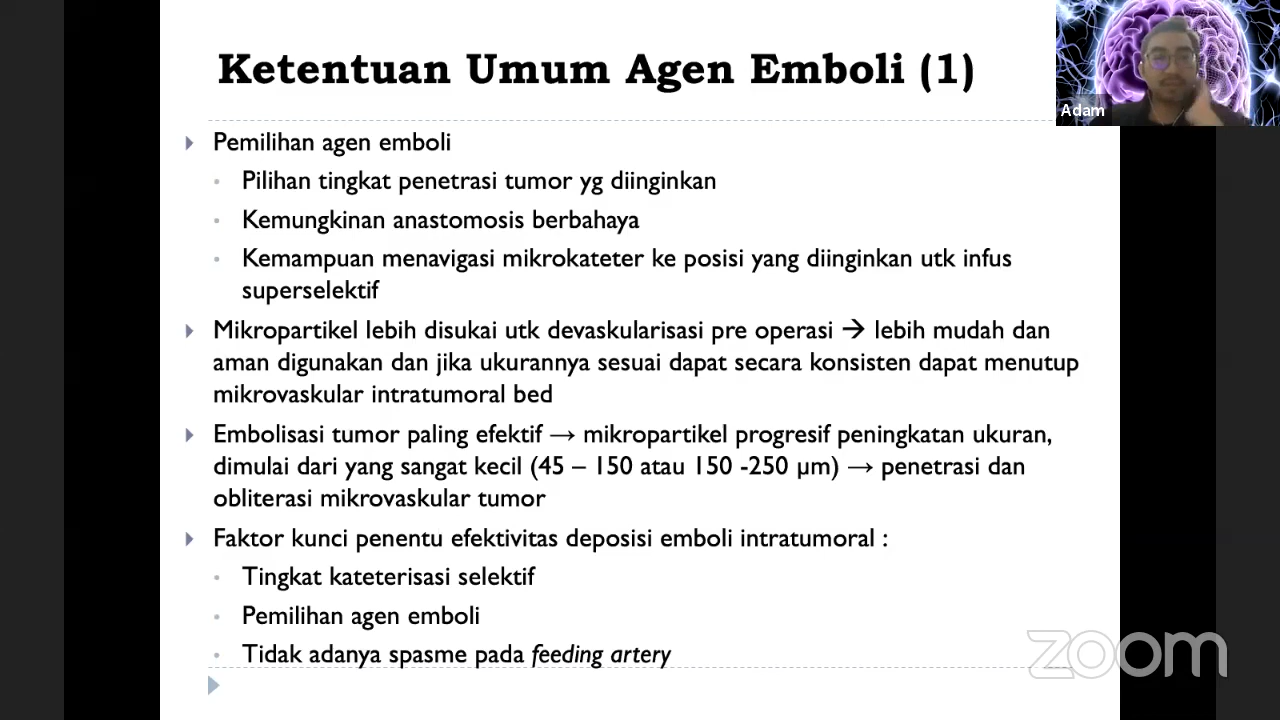 Ketentuan Umum Agen Emboli (1)
Adam
Pemilihan agen emboli
Pilihan tingkat penetrasi tumor yg diinginkan
Kemungkinan anastomosis berbahaya
Kemampuan menavigasi mikrokateter ke posisi yang diinginkan utk infus
superselektif
Mikropartikel lebih disukai utk devaskularisasi pre operasi → lebih mudah dan
aman digunakan dan jika ukurannya sesuai dapat secara konsisten dapat menutup
mikrovaskular intratumoral bed
Embolisasi tumor paling efektif → mikropartikel progresif peningkatan ukuran,
dimulai dari yang sangat kecil (45 – 150 atau 150 -250 µm) → penetrasi dan
obliterasi mikrovaskular tumor
Faktor kunci penentu efektivitas deposisi emboli intratumoral :
Tingkat kateterisasi selektif
Pemilihan agen emboli
Tidak adanya spasme pada feeding artery
zoom